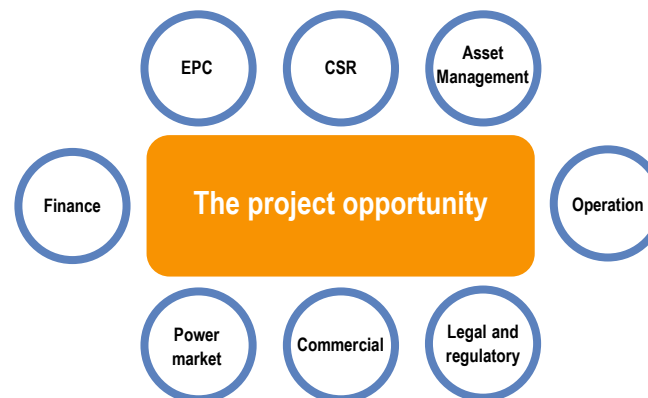 EPC
CSR
Asset
Management
Finance
The project opportunity
Operation
Power
market
Commercial
Legal and
regulatory